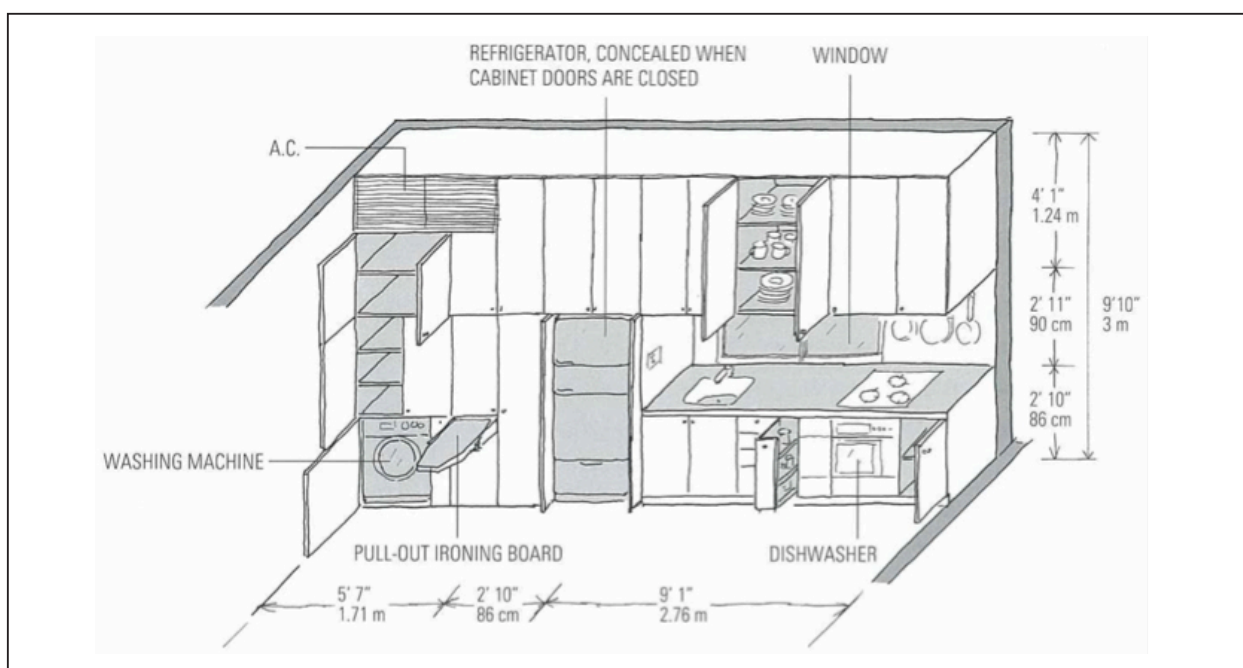 REFRIGERATOR, CONCEALED WHEN
CABINET DOORS ARE CLOSED
WINDOW
A.C.
4' 1"
1.24 m
2' 11"
90 cm
9'10"
3 m
2' 10"
86 cm
WASHING MACHINE
PULL-OUT IRONING BOARD
DISHWASHER
5' 7"
1.71 m
2' 10"
86 cm
9' 1"
2.76 m